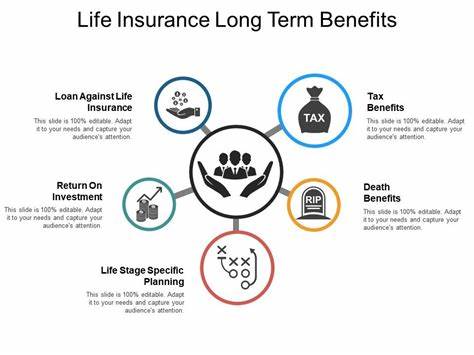 Life Insurance Long Term Benefits
Loan Against Life
Insurance
This slide is 100% editable. Adapt
it to your needs and capture your
audience's attention.
TAX
Tax
Benefits
This slide is 100% editable. Adapt
it to your needs and capture your
audience's attention.
Return On
Investment
This slide is 100% editable. Adapt
it to your needs and capture your
audience's attention.
RIP
Death
Benefits
This slide is 100% editable. Adapt
it to your needs and capture your
audience's attention.
Life Stage Specific
Planning
This slide is 100% editable. Adapt
it to your needs and capture your
audience's attention.